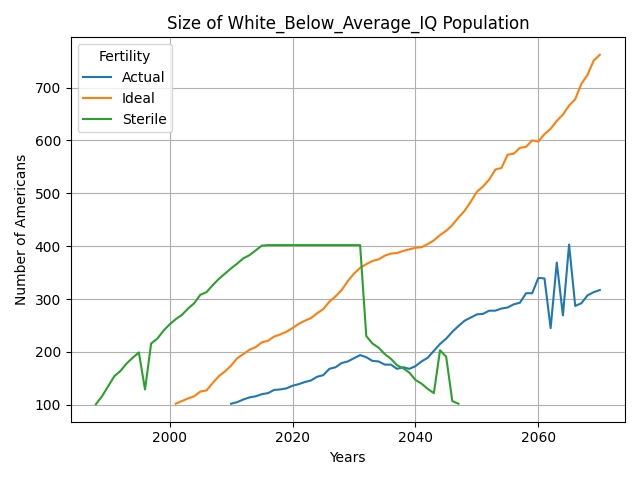 Size of White_Below_Average_IQ Population
Fertility
Actual
Ideal
Sterile
Number of Americans
700
600
500
400
300
200
100
2000 2020 2040 2060
Years